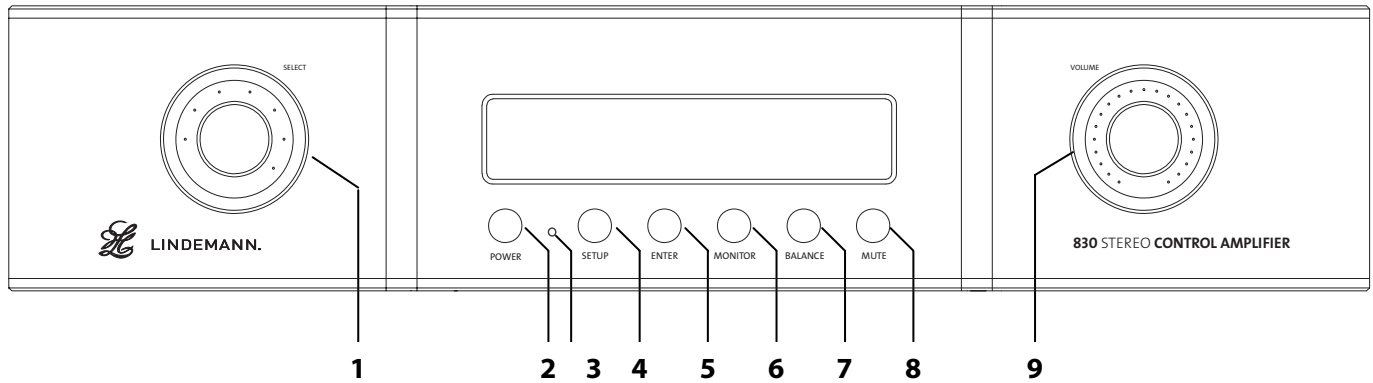 SELECT
VOLUME
LINDEMANN.
830 STEREO CONTROL AMPLIFIER
POWER SETUP ENTER MONITOR BALANCE MUTE
1 2 3 4 5 6 7 8 9